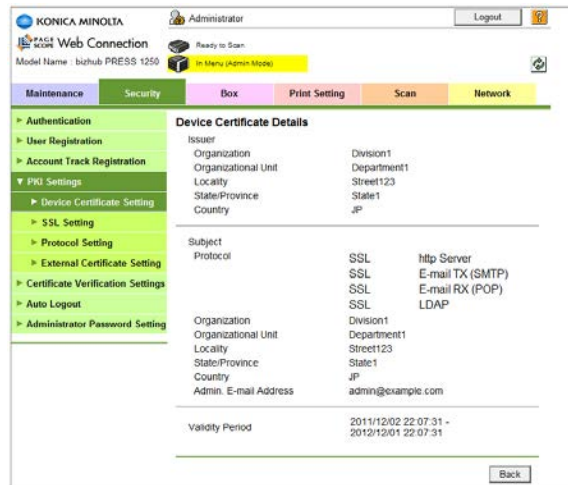 KONICA MINOLTA
Administrator
Logout
?
PAGE SCOPE Web Connection
Ready to Scan
Model Name : bizhub PRESS 1250
In Menu (Admin Mode)
Maintenance Security Box Print Setting Scan Network
Authentication
User Registration
Account Track Registration
PKI Settings
Device Certificate Setting
SSL Setting
Protocol Setting
External Certificate Setting
Certificate Verification Settings
Auto Logout
Administrator Password Setting
Device Certificate Details
Issuer
Organization Division1
Organizational Unit Department1
Locality Street123
State/Province State1
Country JP
Subject
Protocol SSL http Server
SSL E-mail TX (SMTP)
SSL E-mail RX (POP)
SSL LDAP
Organization Division1
Organizational Unit Department1
Locality Street123
State/Province State1
Country JP
Admin. E-mail Address admin@example.com
Validity Period 2011/12/02 22:07:31 -
2012/12/01 22:07:31
Back